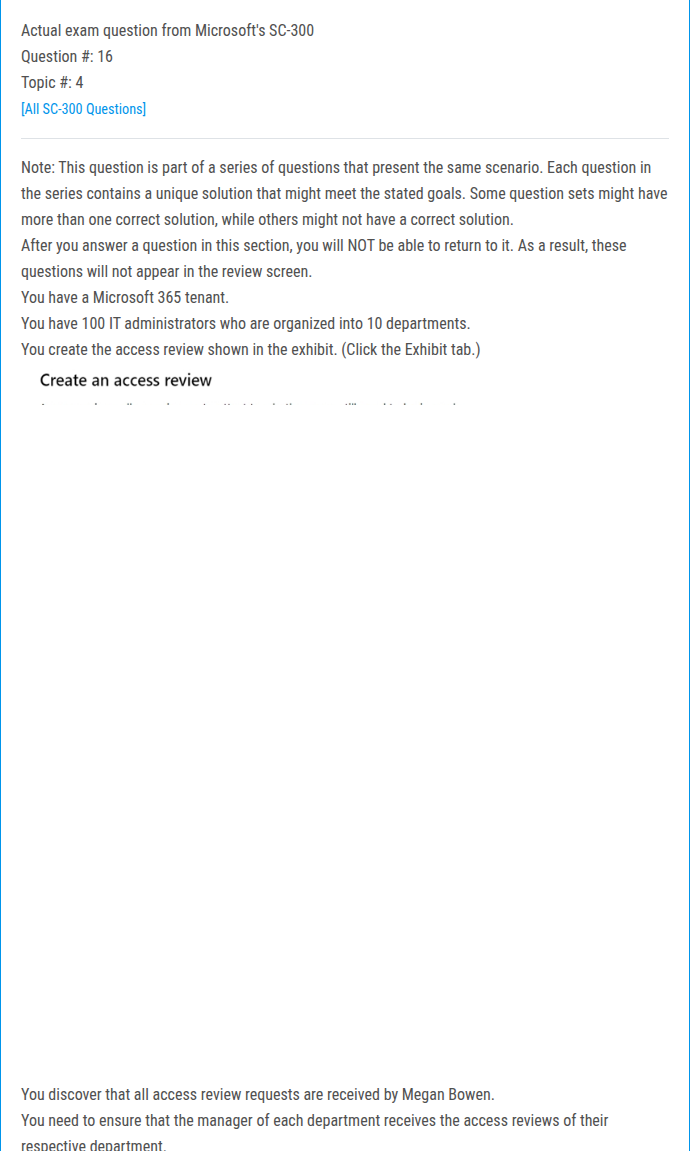 Actual exam question from Microsoft's SC-300
Question #: 16
Topic #: 4
[All SC-300 Questions]
Note: This question is part of a series of questions that present the same scenario. Each question in
the series contains a unique solution that might meet the stated goals. Some question sets might have
more than one correct solution, while others might not have a correct solution.
After you answer a question in this section, you will NOT be able to return to it. As a result, these
questions will not appear in the review screen.
You have a Microsoft 365 tenant.
You have 100 IT administrators who are organized into 10 departments.
You create the access review shown in the exhibit. (Click the Exhibit tab.)
Create an access review
You discover that all access review requests are received by Megan Bowen.
You need to ensure that the manager of each department receives the access reviews of their
respective department.